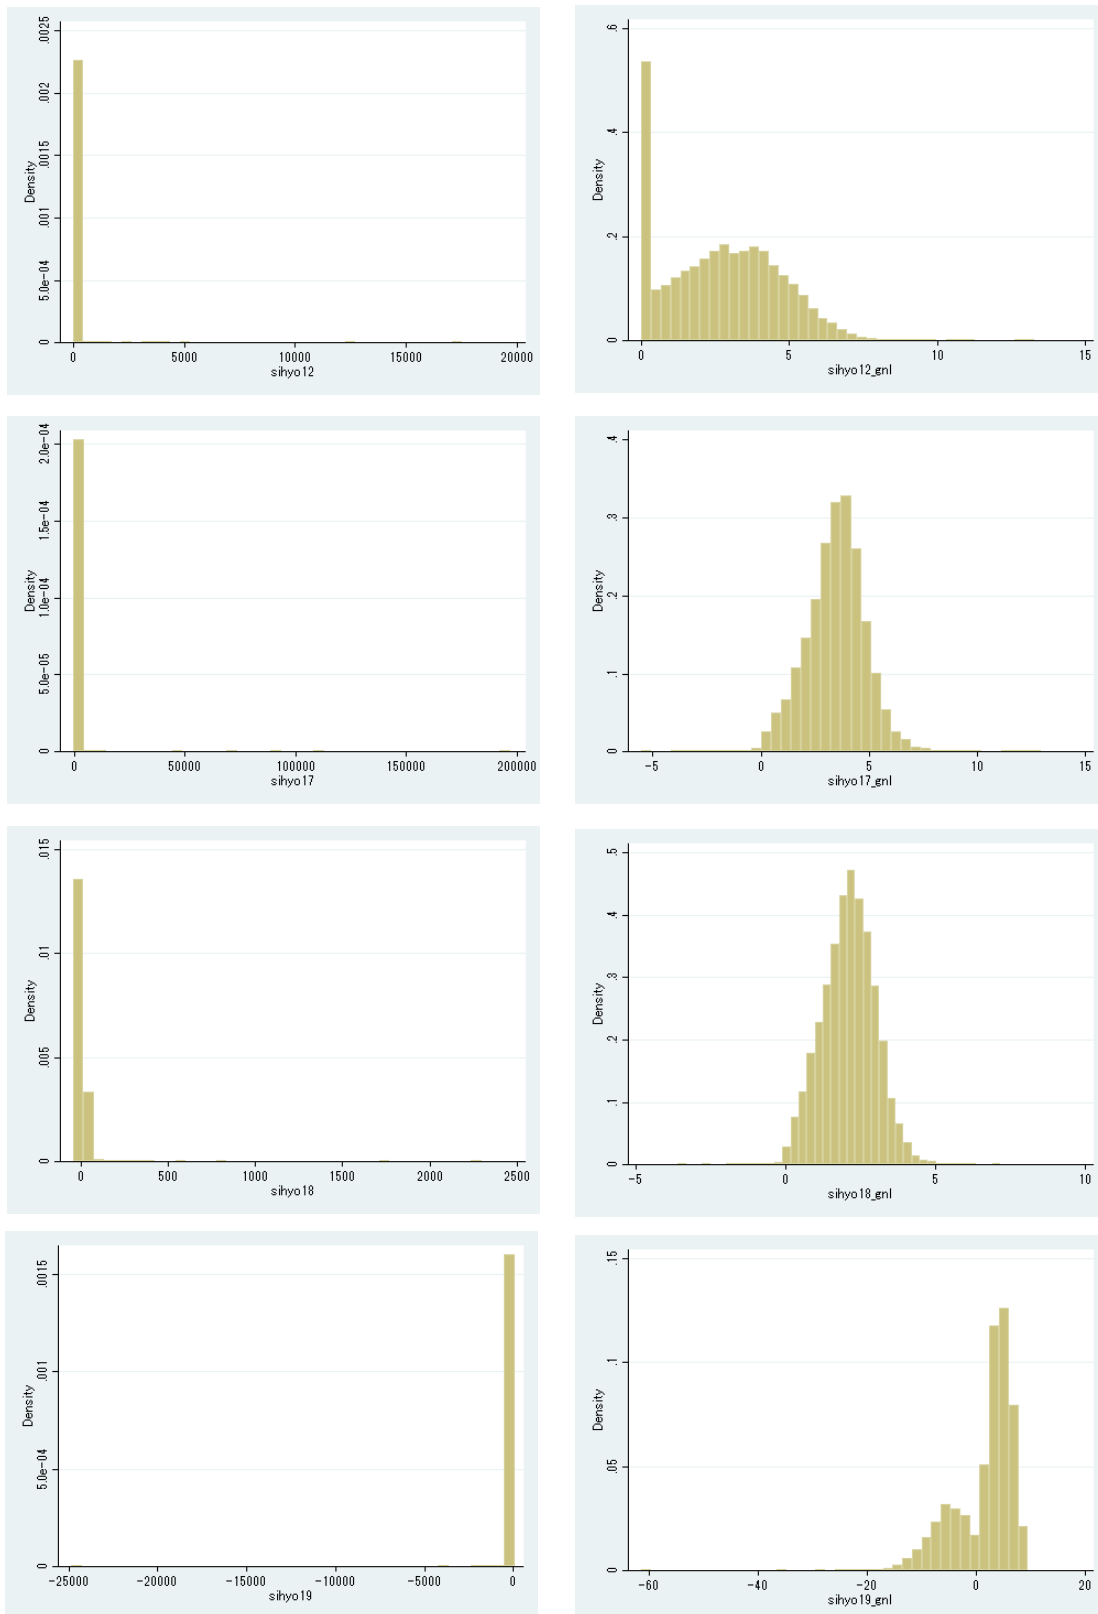 Density
0 5.0e-04 .001 .0015 .002 .0025
0 5000 10000 15000 20000
sihyo12
Density
0 .2 .4 .6
0 5 10 15
sihyo12_gnl
Density
0 5.0e-05 1.0e-04 1.5e-04 2.0e-04
0 50000 100000 150000 200000
sihyo17
Density
0 .1 .2 .3 .4
-5 0 5 10 15
sihyo17_gnl
Density
0 .005 .01 .015
0 500 1000 1500 2000 2500
sihyo18
Density
0 .1 .2 .3 .4 .5
-5 0 5 10
sihyo18_gnl
Density
0 5.0e-04 .001 .0015
-25000 -20000 -15000 -10000 -5000 0
sihyo19
Density
0 .05 .1 .15
-60 -40 -20 0 20
sihyo19_gnl